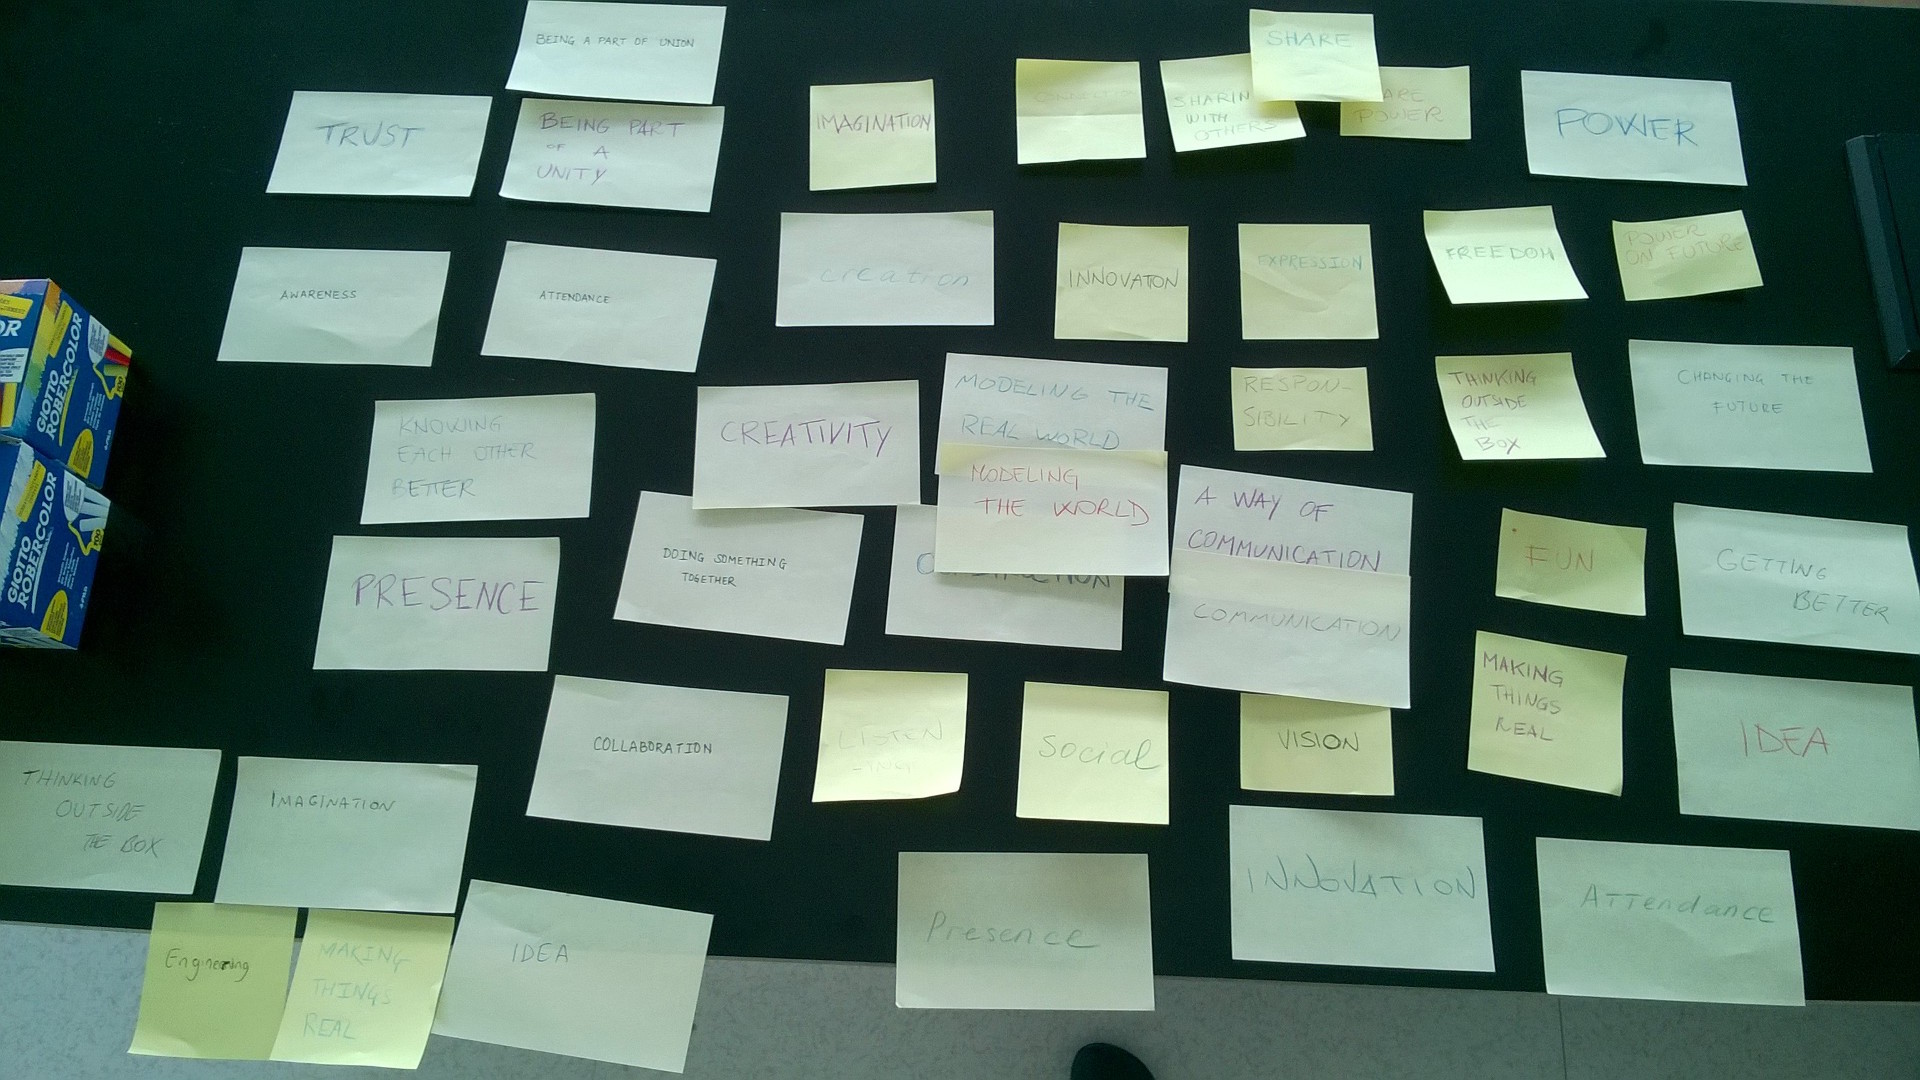 BEING A PART OF UNION
SHARE
TRUST
BEING PART
OF A
UNITY
IMAGINATION
SHARIN
WITH
OTHERS
ARE
POWER
POWER
AWARENESS
ATTENDANCE
creation
INNOVATON
EXPRESSION
FREEDOM
POWER
ON FUTURE
KNOWING
EACH OTHER
BETTER
CREATIVITY
MODELING THE
REAL WORLD
MODELING
THE WORLD
RESPON-
SIBILITY
THINKING
OUTSIDE
THE
BOX
CHANGING THE
FUTURE
PRESENCE
DOING SOMETHING
TOGETHER
A WAY OF
COMMUNICATION
COMMUNICATION
FUN
GETTING
BETTER
COLLABORATION
LISTEN
-ING
Social
VISION
MAKING
THINGS
REAL
IDEA
THINKING
OUTSIDE
THE BOX
IMAGINATION
Engineering
MAKING
THINGS
REAL
IDEA
Presence
INNOVATION
ATTendance
GIOTTO
ROBERCOLOR
GIOTTO
ROBERCOLOR